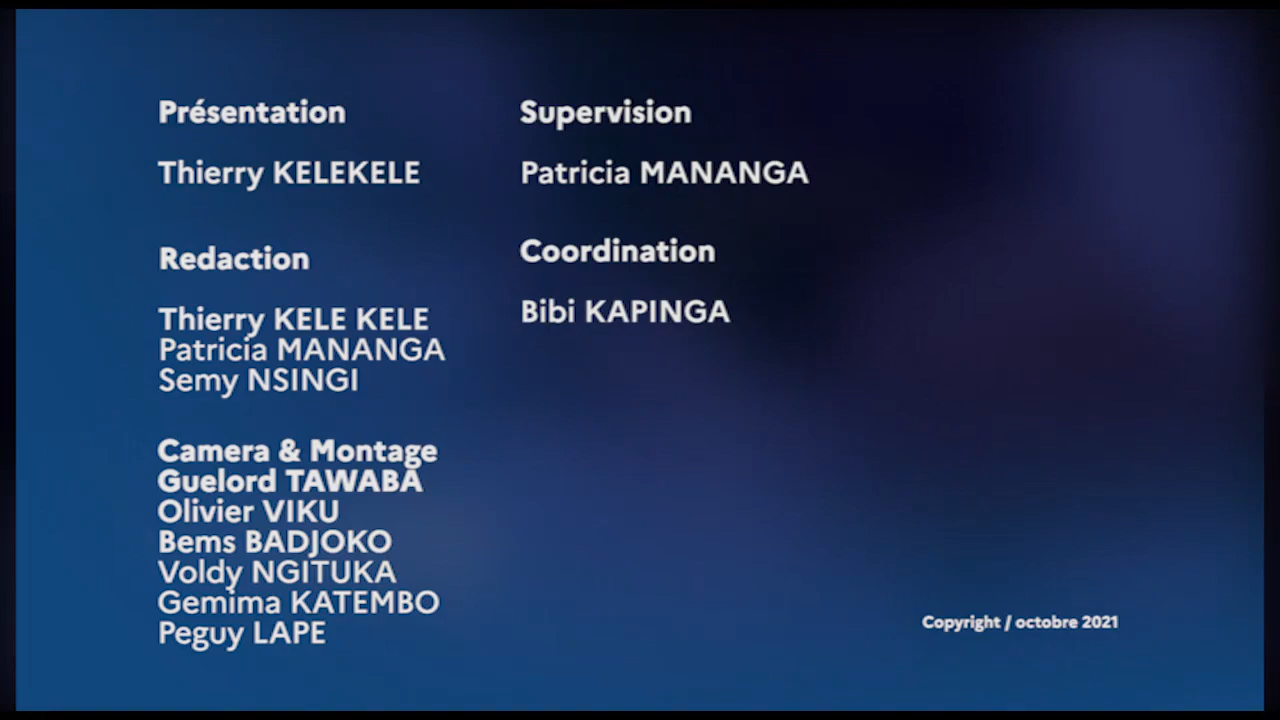 Présentation
Thierry KELEKELE
Redaction
Thierry KELE KELE
Patricia MANANGA
Semy NSINGI
Camera & Montage
Guelord TAWABA
Olivier VIKU
Bems BADJOKO
Voldy NGITUKA
Gemima KATEMBO
Peguy LAPE
Supervision
Patricia MANANGA
Coordination
Bibi KAPINGA
Copyright / octobre 2021